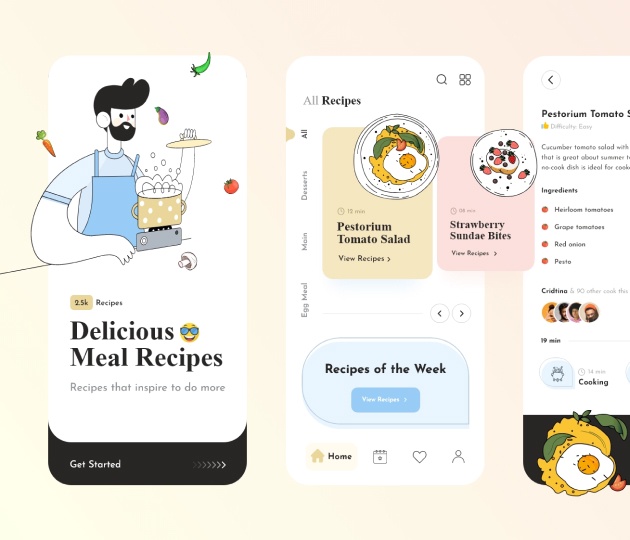 2.5k Recipes
Delicious
Meal Recipes
Recipes that inspire to do more
Get Started
All Recipes
All
Desserts
Main
Egg Meal
12 min
Pestorium
Tomato Salad
View Recipes
08 min
Strawberry
Sundae Bites
View Recipes
Recipes of the Week
View Recipes
Home
Pestorium Tomato S
Difficulty: Easy
Cucumber tomato salad with
that is great about summer to
no-cook dish is ideal for cook
Ingredients
Heirloom tomatoes
Grape tomatoes
Red onion
Pesto
Cridtina & 90 other cook this
19 min
14 min
Cooking